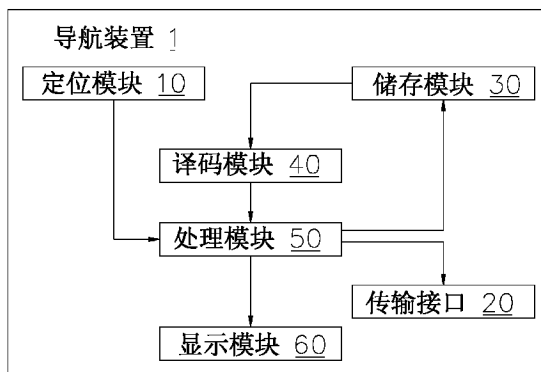 导航装置 1
定位模块 10
储存模块 30
译码模块 40
处理模块 50
传输接口 20
显示模块 60